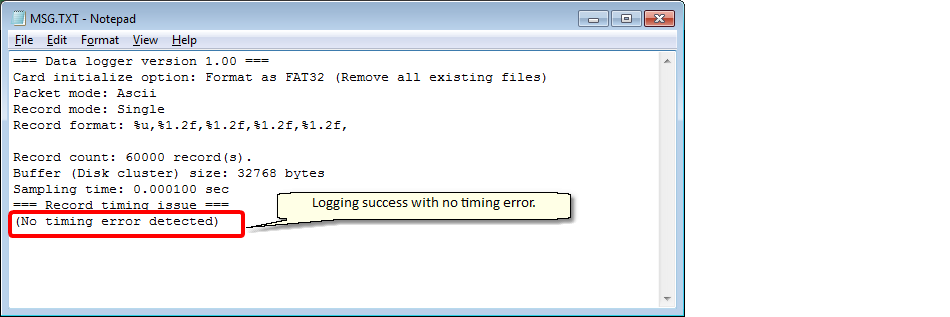 MSG.TXT - Notepad
File Edit Format View Help
=== Data logger version 1.00 ===
Card initialize option: Format as FAT32 (Remove all existing files)
Packet mode: Ascii
Record mode: Single
Record format: %u,%1.2f,%1.2f,%1.2f,%1.2f,
Record count: 60000 record(s).
Buffer (Disk cluster) size: 32768 bytes
Sampling time: 0.000100 sec
=== Record timing issue ===
Logging success with no timing error.
(No timing error detected)